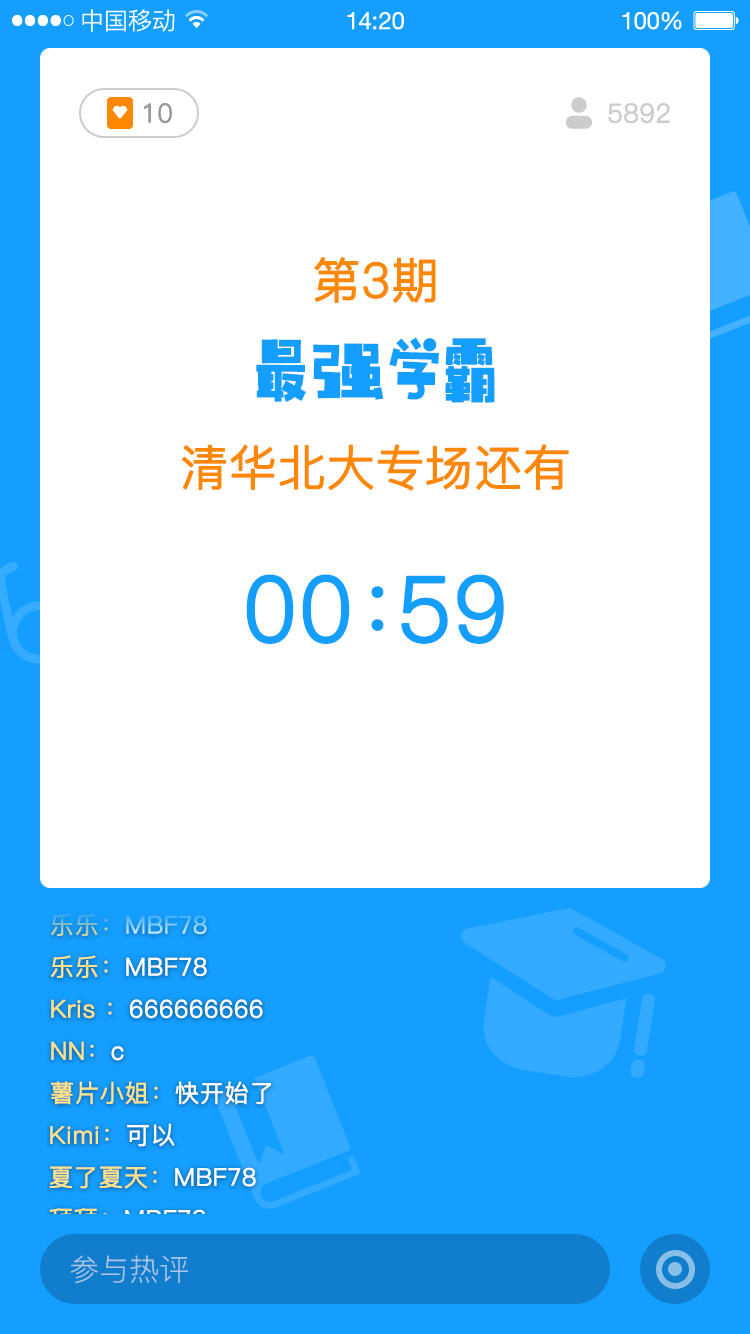 中国移动 14:20 100%
10 5892
第3期
最强学霸
清华北大专场还有
00:59
乐乐：MBF78
乐乐：MBF78
Kris：666666666
NN：c
薯片小姐：快开始了
Kimi：可以
夏了夏天：MBF78
参与热评